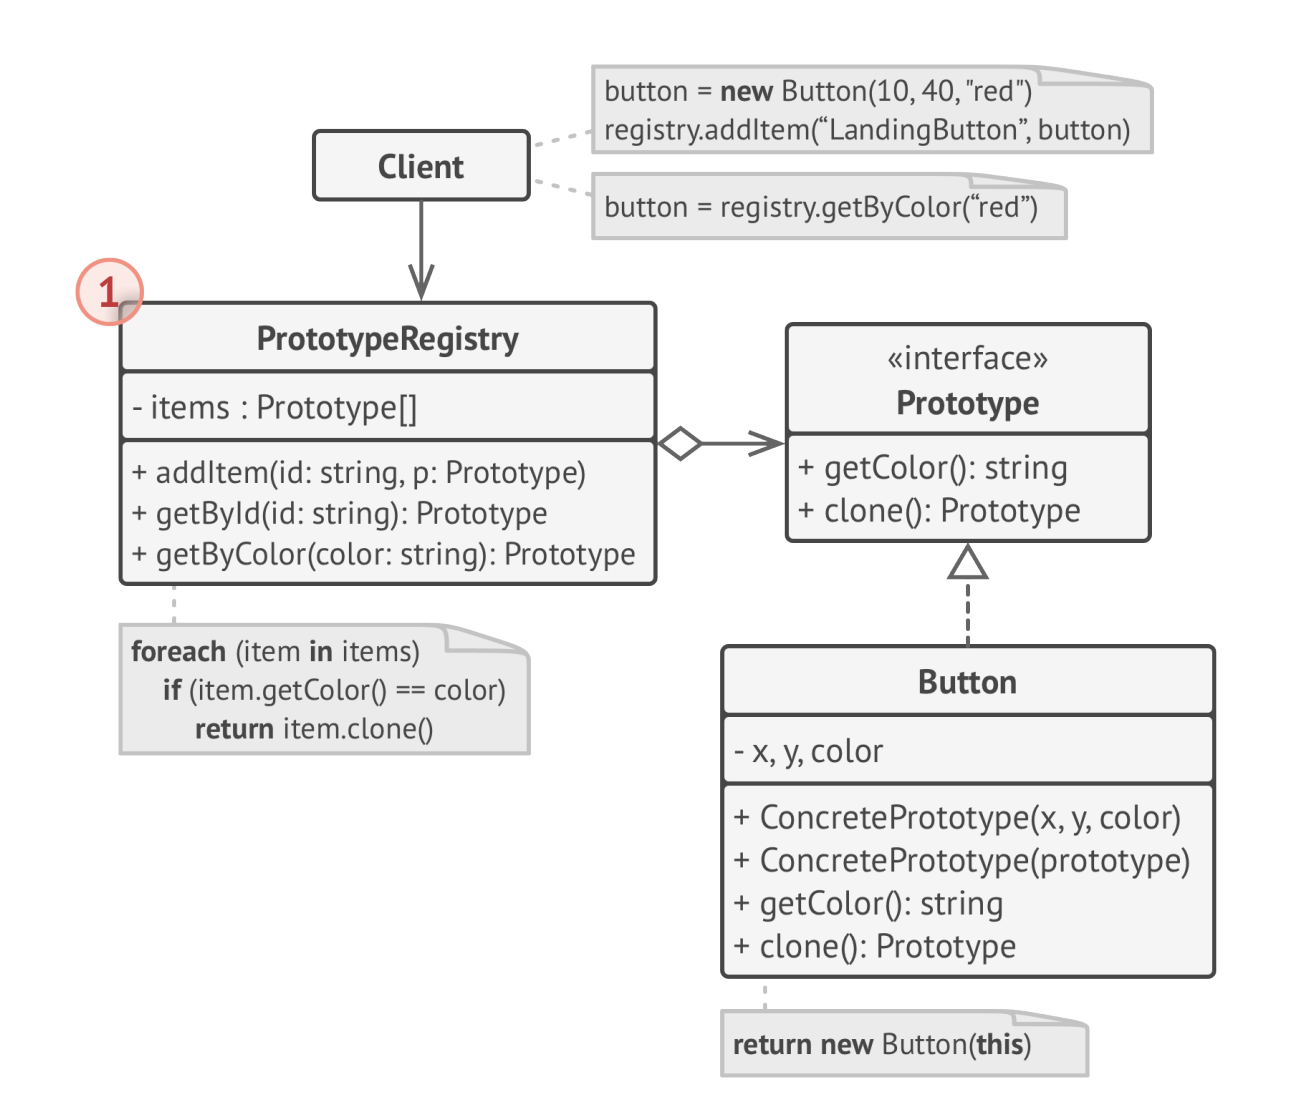 button = new Button(10, 40, "red")
registry.addItem(“LandingButton”, button)
Client
button = registry.getByColor(“red”)
1
PrototypeRegistry
- items : Prototype[]
+ addItem(id: string, p: Prototype)
+ getById(id: string): Prototype
+ getByColor(color: string): Prototype
«interface»
Prototype
+ getColor(): string
+ clone(): Prototype
foreach (item in items)
if (item.getColor() == color)
return item.clone()
Button
- x, y, color
+ ConcretePrototype(x, y, color)
+ ConcretePrototype(prototype)
+ getColor(): string
+ clone(): Prototype
return new Button(this)